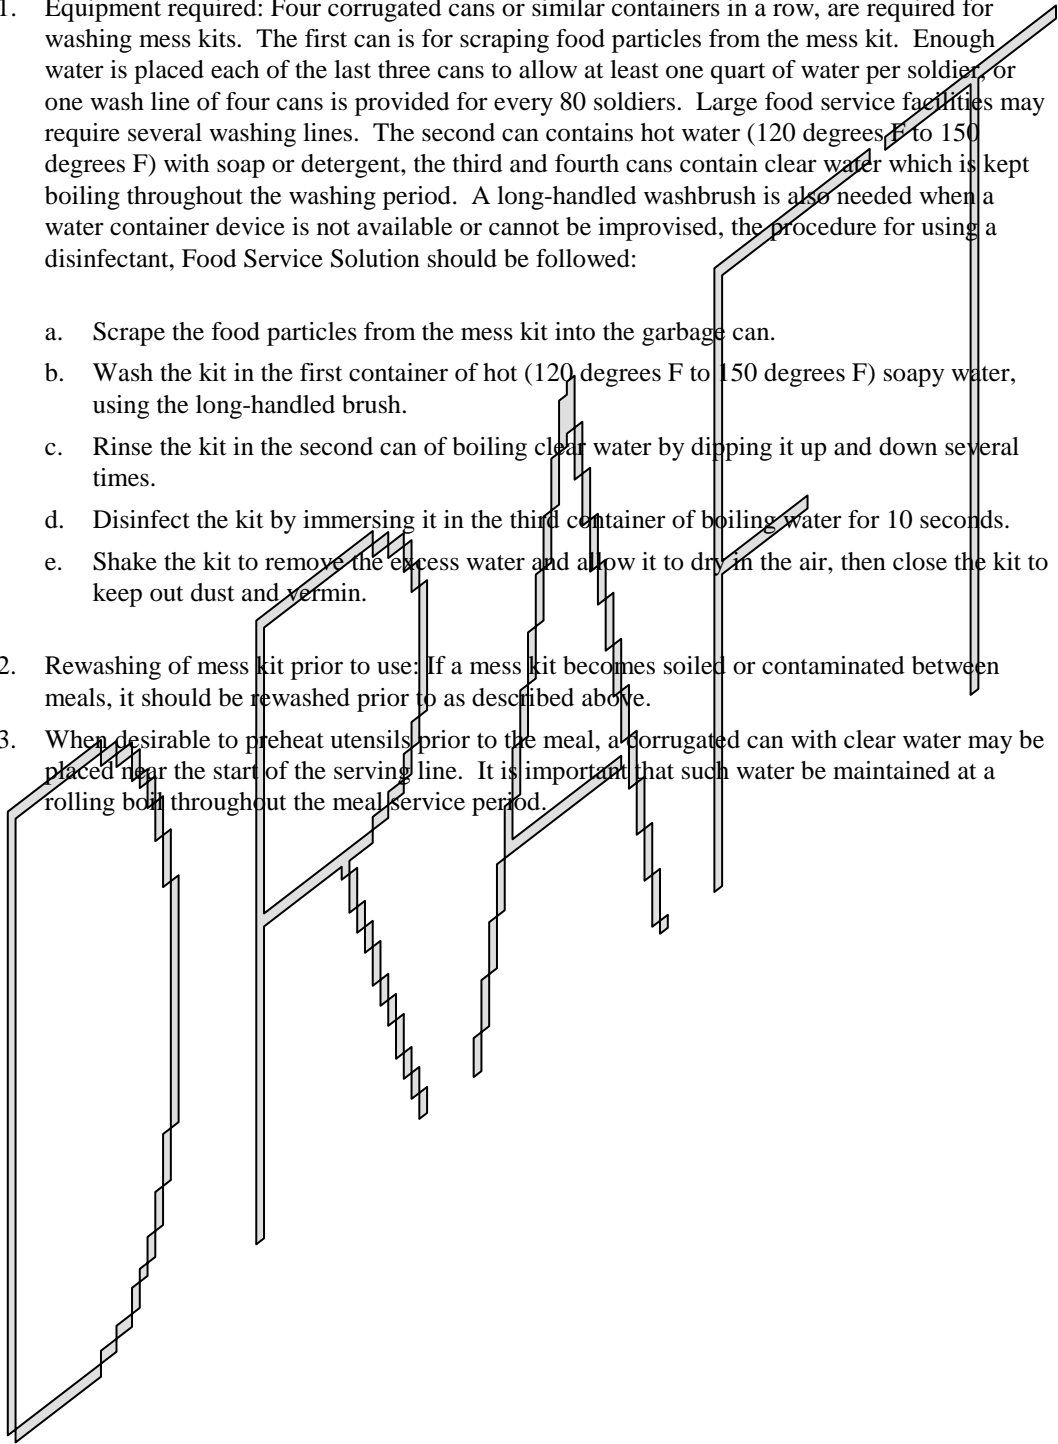 1. Equipment required: Four corrugated cans or similar containers in a row, are required for
washing mess kits. The first can is for scraping food particles from the mess kit. Enough
water is placed each of the last three cans to allow at least one quart of water per soldier, or
one wash line of four cans is provided for every 80 soldiers. Large food service facilities may
require several washing lines. The second can contains hot water (120 degrees F to 150
degrees F) with soap or detergent, the third and fourth cans contain clear water which is kept
boiling throughout the washing period. A long-handled washbrush is also needed when a
water container device is not available or cannot be improvised, the procedure for using a
disinfectant, Food Service Solution should be followed:
a. Scrape the food particles from the mess kit into the garbage can.
b. Wash the kit in the first container of hot (120 degrees F to 150 degrees F) soapy water,
using the long-handled brush.
c. Rinse the kit in the second can of boiling clear water by dipping it up and down several
times.
d. Disinfect the kit by immersing it in the third container of boiling water for 10 seconds.
e. Shake the kit to remove the excess water and allow it to dry in the air, then close the kit to
keep out dust and vermin.
2. Rewashing of mess kit prior to use: If a mess kit becomes soiled or contaminated between
meals, it should be rewashed prior to as described above.
3. When desirable to preheat utensils prior to the meal, a corrugated can with clear water may be
placed near the start of the serving line. It is important that such water be maintained at a
rolling boil throughout the meal service period.
DRAFT